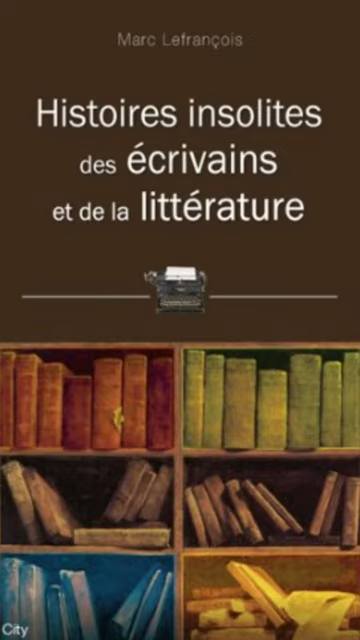 Marc Lefrançois
Histoires insolites
des écrivains
et de la littérature
City